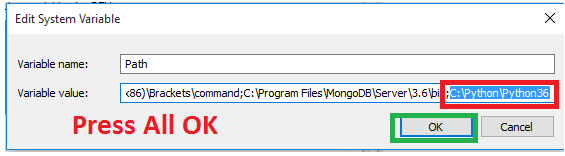 Edit System Variable
Variable name: Path
Variable value: x86)\Brackets\command;C:\Program Files\MongoDB\Server\3.6\bin;C:\Python\Python36
Press All OK
OK Cancel